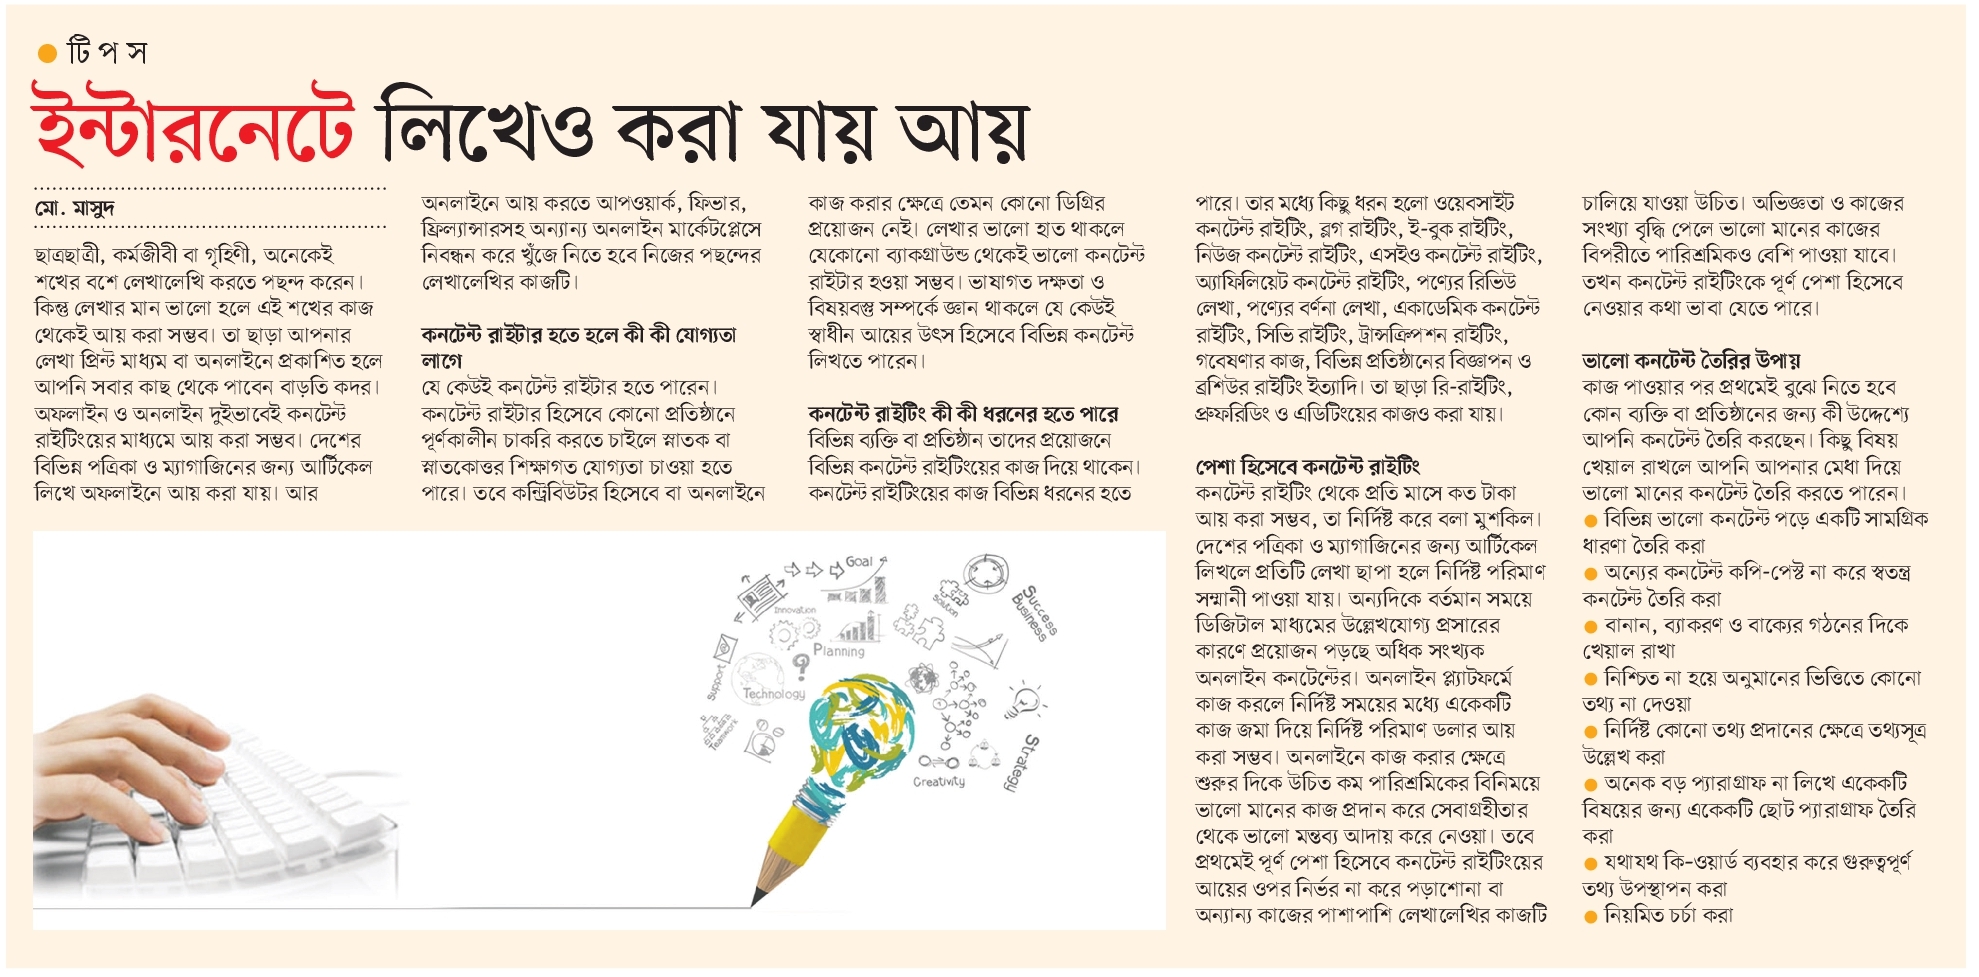 টিপস
ইন্টারনেটে লিখেও করা যায় আয়
মো. মাসুদ
ছাত্রছাত্রী, কর্মজীবী বা গৃহিণী, অনেকেই
শখের বশে লেখালেখি করতে পছন্দ করেন।
কিন্তু লেখার মান ভালো হলে এই শখের কাজ
থেকেই আয় করা সম্ভব। তা ছাড়া আপনার
লেখা প্রিন্ট মাধ্যম বা অনলাইনে প্রকাশিত হলে
আপনি সবার কাছ থেকে পাবেন বাড়তি কদর।
অফলাইন ও অনলাইন দুইভাবেই কনটেন্ট
রাইটিংয়ের মাধ্যমে আয় করা সম্ভব। দেশের
বিভিন্ন পত্রিকা ও ম্যাগাজিনের জন্য আর্টিকেল
লিখে অফলাইনে আয় করা যায়। আর
অনলাইনে আয় করতে আপওয়ার্ক, ফিভার,
ফ্রিল্যান্সারসহ অন্যান্য অনলাইন মার্কেটপ্লেসে
নিবন্ধন করে খুঁজে নিতে হবে নিজের পছন্দের
লেখালেখির কাজটি।
কনটেন্ট রাইটার হতে হলে কী কী যোগ্যতা
লাগে
যে কেউই কনটেন্ট রাইটার হতে পারেন।
কনটেন্ট রাইটার হিসেবে কোনো প্রতিষ্ঠানে
পূর্ণকালীন চাকরি করতে চাইলে স্নাতক বা
স্নাতকোত্তর শিক্ষাগত যোগ্যতা চাওয়া হতে
পারে। তবে কন্ট্রিবিউটর হিসেবে বা অনলাইনে
কাজ করার ক্ষেত্রে তেমন কোনো ডিগ্রির
প্রয়োজন নেই। লেখার ভালো হাত থাকলে
যেকোনো ব্যাকগ্রাউন্ড থেকেই ভালো কনটেন্ট
রাইটার হওয়া সম্ভব। ভাষাগত দক্ষতা ও
বিষয়বস্তু সম্পর্কে জ্ঞান থাকলে যে কেউই
স্বাধীন আয়ের উৎস হিসেবে বিভিন্ন কনটেন্ট
লিখতে পারেন।
কনটেন্ট রাইটিং কী কী ধরনের হতে পারে
বিভিন্ন ব্যক্তি বা প্রতিষ্ঠান তাদের প্রয়োজনে
বিভিন্ন কনটেন্ট রাইটিংয়ের কাজ দিয়ে থাকেন।
কনটেন্ট রাইটিংয়ের কাজ বিভিন্ন ধরনের হতে
পারে। তার মধ্যে কিছু ধরন হলো ওয়েবসাইট
কনটেন্ট রাইটিং, ব্লগ রাইটিং, ই-বুক রাইটিং,
নিউজ কনটেন্ট রাইটিং, এসইও কনটেন্ট রাইটিং,
অ্যাফিলিয়েট কনটেন্ট রাইটিং, পণ্যের রিভিউ
লেখা, পণ্যের বর্ণনা লেখা, একাডেমিক কনটেন্ট
রাইটিং, সিভি রাইটিং, ট্রান্সক্রিপশন রাইটিং,
গবেষণার কাজ, বিভিন্ন প্রতিষ্ঠানের বিজ্ঞাপন ও
ব্রশিউর রাইটিং ইত্যাদি। তা ছাড়া রি-রাইটিং,
প্রুফরিডিং ও এডিটিংয়ের কাজও করা যায়।
পেশা হিসেবে কনটেন্ট রাইটিং
কনটেন্ট রাইটিং থেকে প্রতি মাসে কত টাকা
আয় করা সম্ভব, তা নির্দিষ্ট করে বলা মুশকিল।
দেশের পত্রিকা ও ম্যাগাজিনের জন্য আর্টিকেল
লিখলে প্রতিটি লেখা ছাপা হলে নির্দিষ্ট পরিমাণ
সম্মানী পাওয়া যায়। অন্যদিকে বর্তমান সময়ে
ডিজিটাল মাধ্যমের উল্লেখযোগ্য প্রসারের
কারণে প্রয়োজন পড়ছে অধিক সংখ্যক
অনলাইন কনটেন্টের। অনলাইন প্ল্যাটফর্মে
কাজ করলে নির্দিষ্ট সময়ের মধ্যে একেকটি
কাজ জমা দিয়ে নির্দিষ্ট পরিমাণ ডলার আয়
করা সম্ভব। অনলাইনে কাজ করার ক্ষেত্রে
শুরুর দিকে উচিত কম পারিশ্রমিকের বিনিময়ে
ভালো মানের কাজ প্রদান করে সেবাগ্রহীতার
থেকে ভালো মন্তব্য আদায় করে নেওয়া। তবে
প্রথমেই পূর্ণ পেশা হিসেবে কনটেন্ট রাইটিংয়ের
আয়ের ওপর নির্ভর না করে পড়াশোনা বা
অন্যান্য কাজের পাশাপাশি লেখালেখির কাজটি
চালিয়ে যাওয়া উচিত। অভিজ্ঞতা ও কাজের
সংখ্যা বৃদ্ধি পেলে ভালো মানের কাজের
বিপরীতে পারিশ্রমিকও বেশি পাওয়া যাবে।
তখন কনটেন্ট রাইটিংকে পূর্ণ পেশা হিসেবে
নেওয়ার কথা ভাবা যেতে পারে।
ভালো কনটেন্ট তৈরির উপায়
কাজ পাওয়ার পর প্রথমেই বুঝে নিতে হবে
কোন ব্যক্তি বা প্রতিষ্ঠানের জন্য কী উদ্দেশ্যে
আপনি কনটেন্ট তৈরি করছেন। কিছু বিষয়
খেয়াল রাখলে আপনি আপনার মেধা দিয়ে
ভালো মানের কনটেন্ট তৈরি করতে পারেন।
● বিভিন্ন ভালো কনটেন্ট পড়ে একটি সামগ্রিক
ধারণা তৈরি করা
● অন্যের কনটেন্ট কপি-পেস্ট না করে স্বতন্ত্র
কনটেন্ট তৈরি করা
● বানান, ব্যাকরণ ও বাক্যের গঠনের দিকে
খেয়াল রাখা
● নিশ্চিত না হয়ে অনুমানের ভিত্তিতে কোনো
তথ্য না দেওয়া
● নির্দিষ্ট কোনো তথ্য প্রদানের ক্ষেত্রে তথ্যসূত্র
উল্লেখ করা
● অনেক বড় প্যারাগ্রাফ না লিখে একেকটি
বিষয়ের জন্য একেকটি ছোট প্যারাগ্রাফ তৈরি
করা
● যথাযথ কি-ওয়ার্ড ব্যবহার করে গুরুত্বপূর্ণ
তথ্য উপস্থাপন করা
● নিয়মিত চর্চা করা
Goal
Innovation
Solution
Success
Business
Planning
Support
Technology
Teamwork
Creativity
Strategy